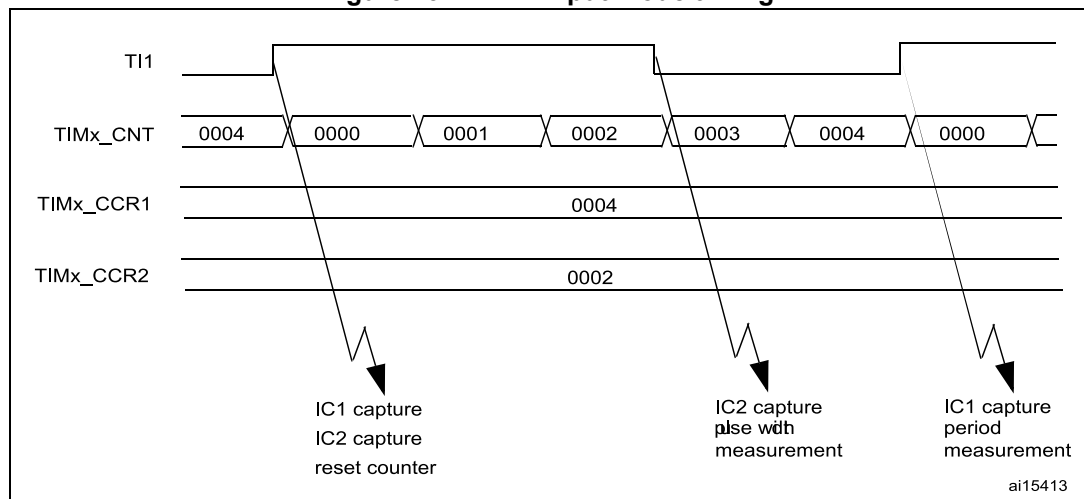 TI1
TIMx_CNT 0004 0000 0001 0002 0003 0004 0000
TIMx_CCR1 0004
TIMx_CCR2 0002
IC1 capture
IC2 capture
reset counter
IC2 capture
measurement
IC1 capture
period
measurement
ai15413